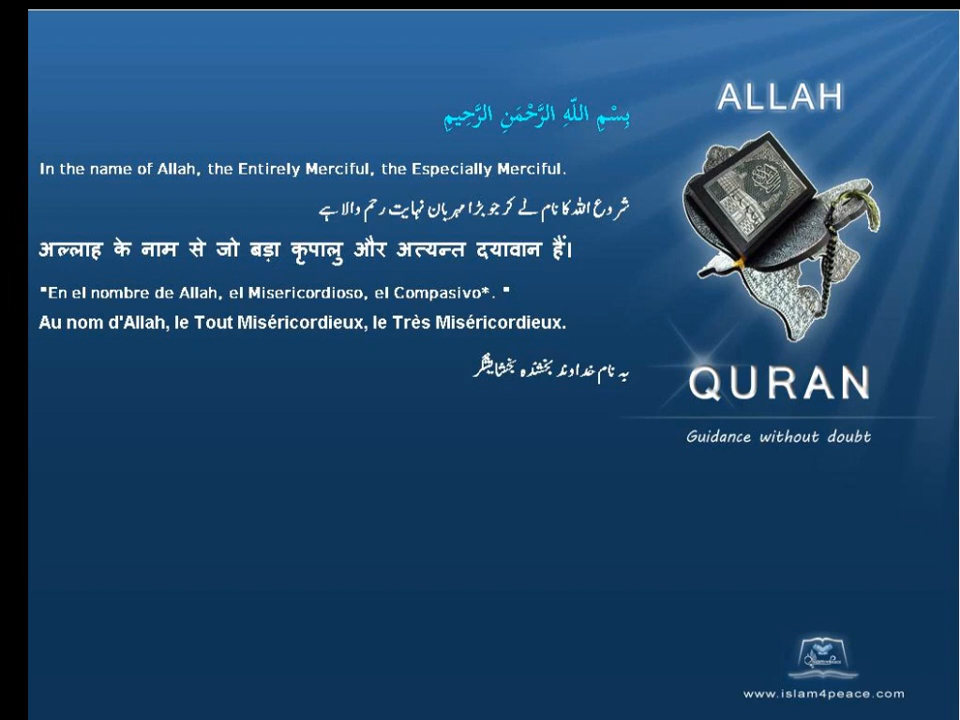 بِسْمِ اللَّهِ الرَّحْمَنِ الرَّحِيمِ
In the name of Allah, the Entirely Merciful, the Especially Merciful.
شروع الله کا نام لے کر جو بڑا مہربان نہایت رحم والا ہے
अल्लाह के नाम से जो बड़ा कृपालु और अत्यन्त दयावान हैं।
"En el nombre de Allah, el Misericordioso, el Compasivo*. "
Au nom d'Allah, le Tout Miséricordieux, le Très Miséricordieux.
به نام خداوند بخشنده بخشایشگر
ALLAH
QURAN
Guidance without doubt
www.islam4peace.com